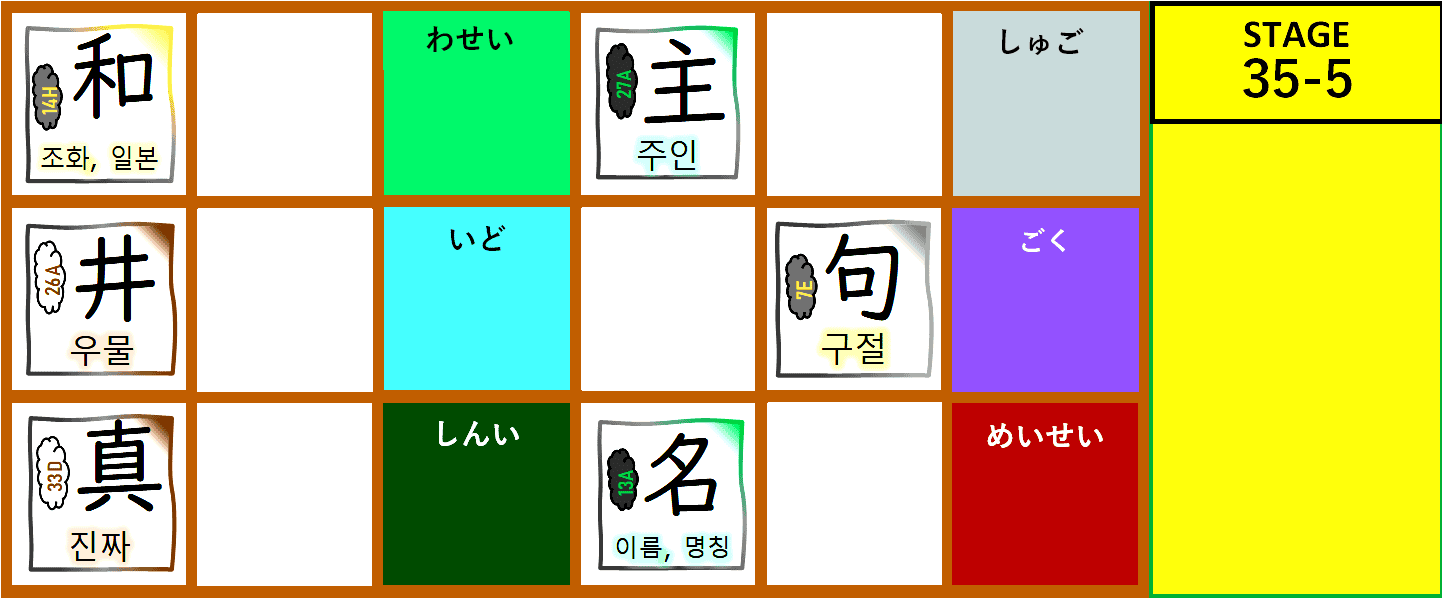 和
14H
조화, 일본
わせい
主
27A
주인
しゅご
STAGE
35-5
井
26A
우물
いど
句
7E
구절
ごく
真
33D
진짜
しんい
名
13A
이름, 명칭
めいせい